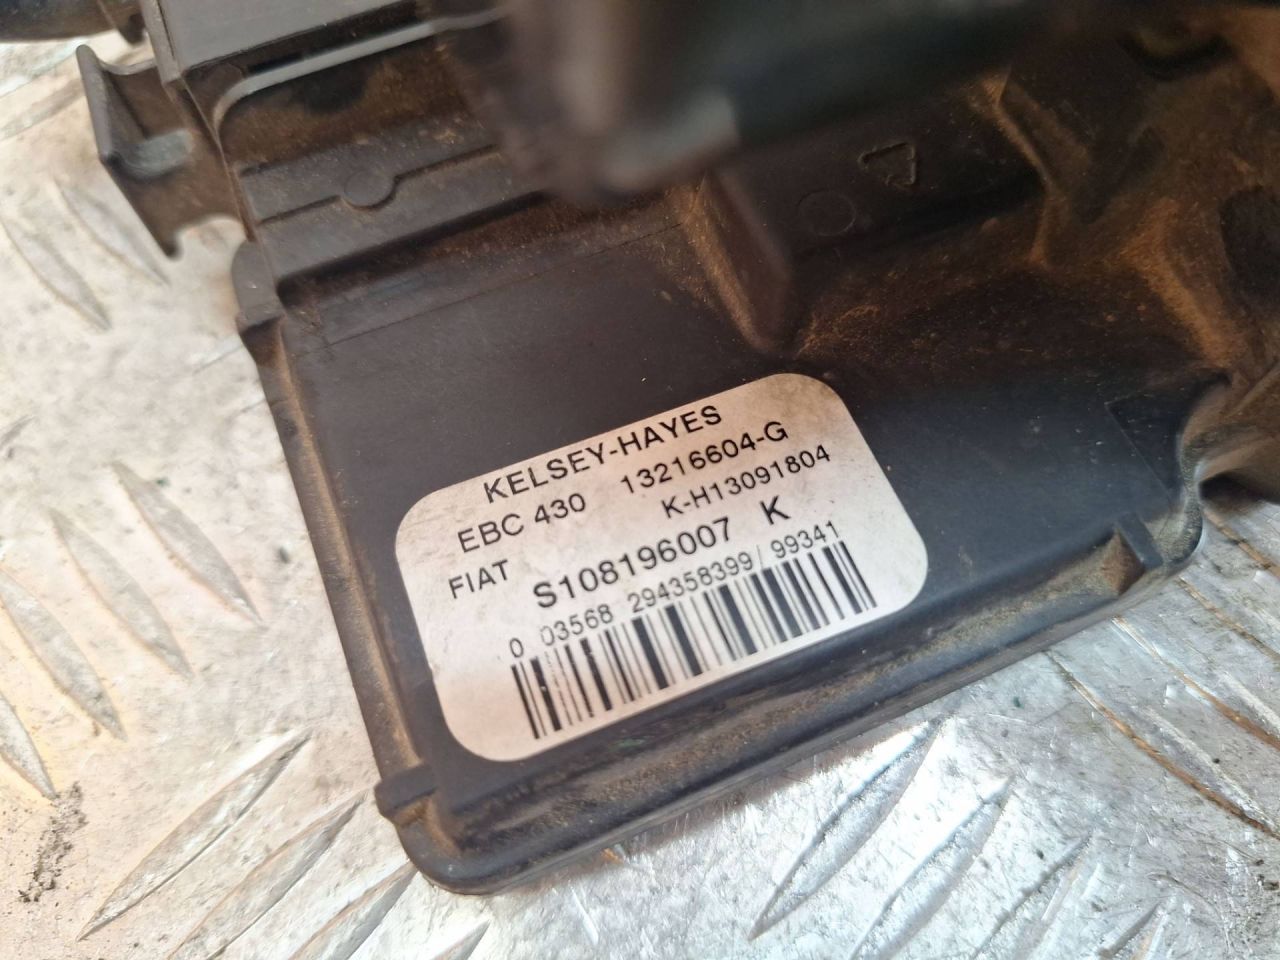 KELSEY-HAYES
EBC 430 13216604-G
FIAT K-H13091804
S108196007 K
0 03568 294358399/99341